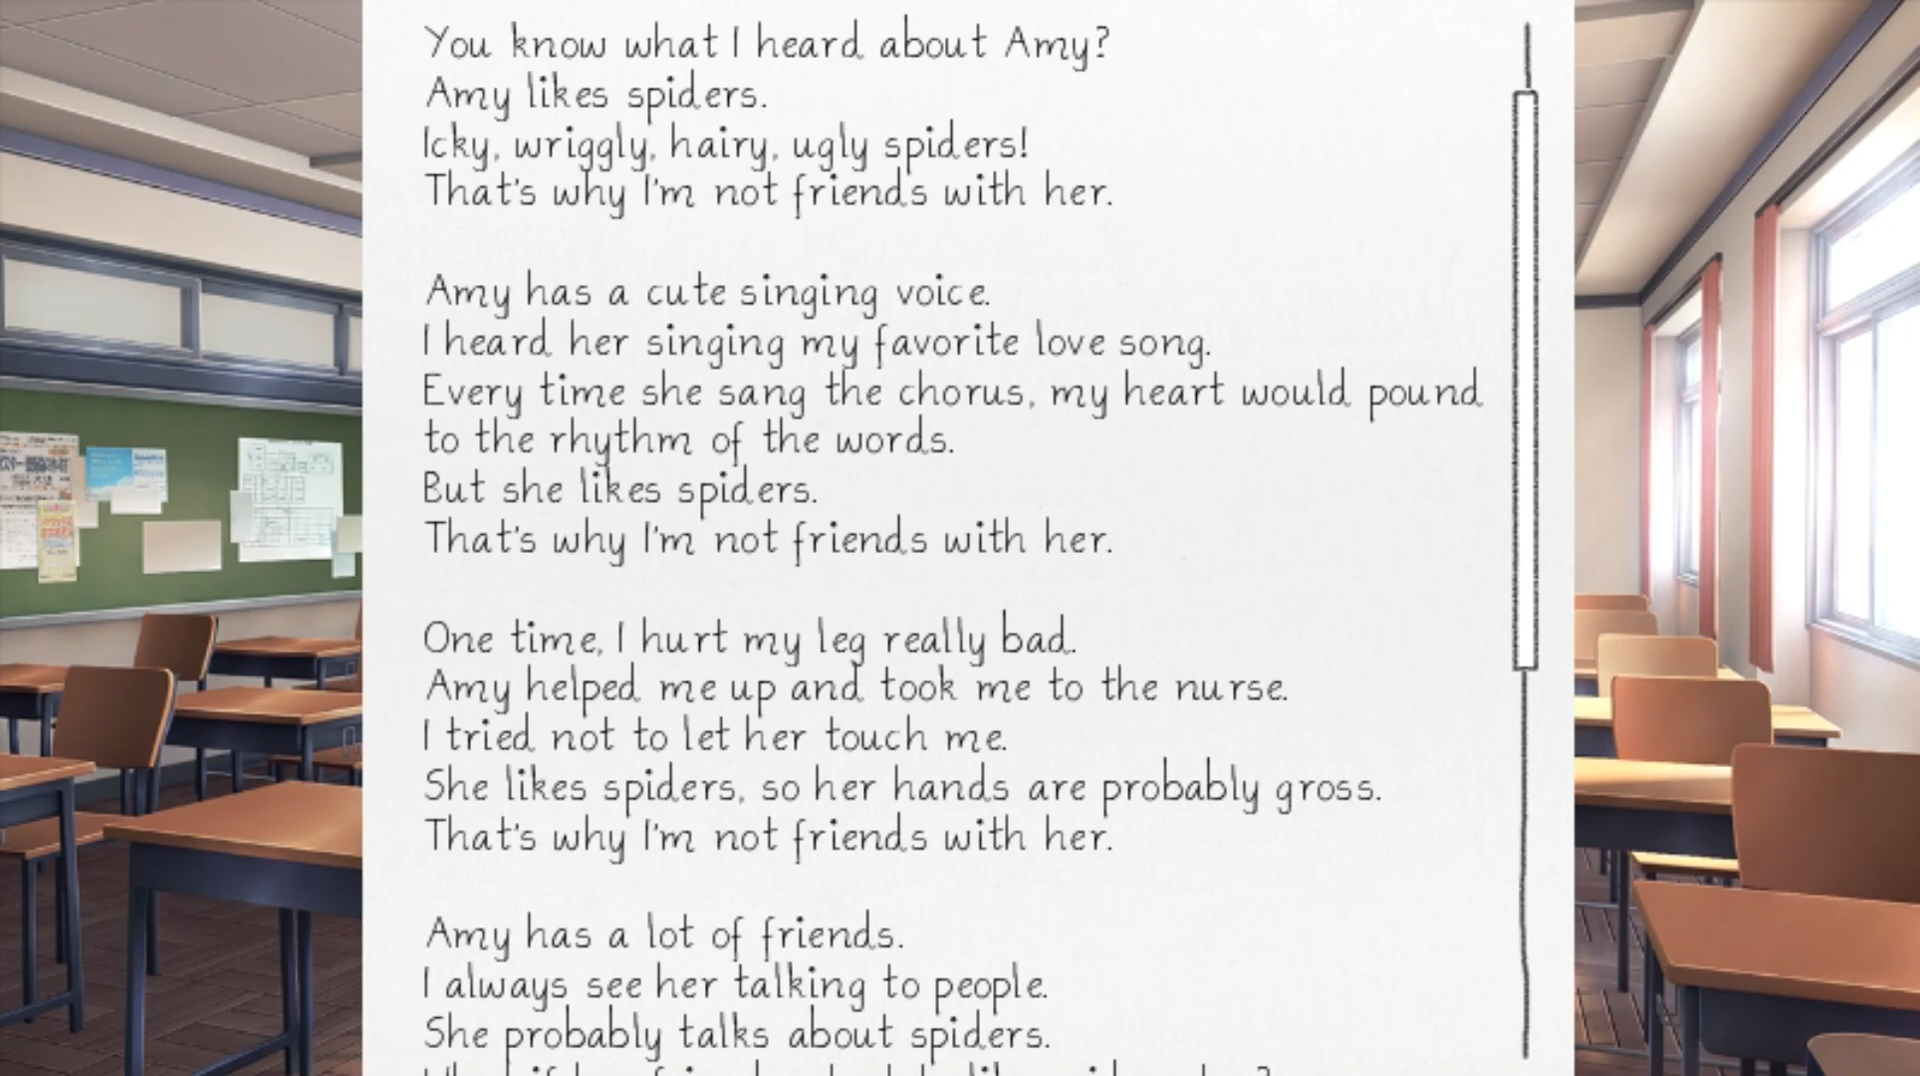 You know what I heard about Amy?
Amy likes spiders.
Icky, wriggly, hairy, ugly spiders!
That's why I'm not friends with her.
Amy has a cute singing voice.
I heard her singing my favorite love song.
Every time she sang the chorus, my heart would pound
to the rhythm of the words.
But she likes spiders.
That's why I'm not friends with her.
One time, I hurt my leg really bad.
Amy helped me up and took me to the nurse.
I tried not to let her touch me.
She likes spiders, so her hands are probably gross.
That's why I'm not friends with her.
Amy has a lot of friends.
I always see her talking to people.
She probably talks about spiders.